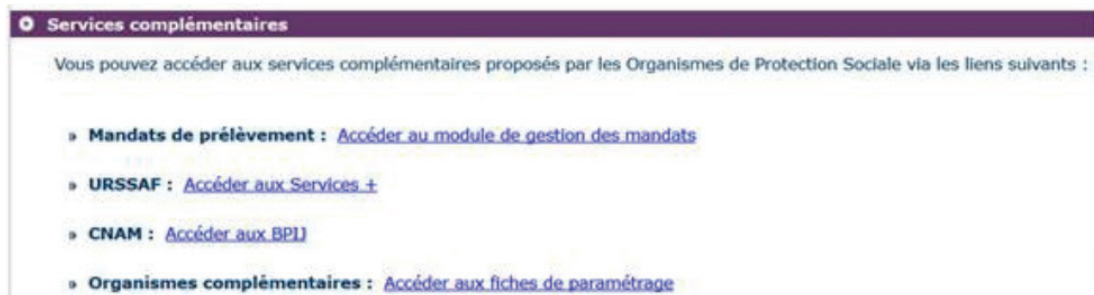 Services complémentaires
Vous pouvez accéder aux services complémentaires proposés par les Organismes de Protection Sociale via les liens suivants :
» Mandats de prélèvement : Accéder au module de gestion des mandats
» URSSAF : Accéder aux Services +
» CNAM : Accéder aux BPIJ
» Organismes complémentaires : Accéder aux fiches de paramétrage